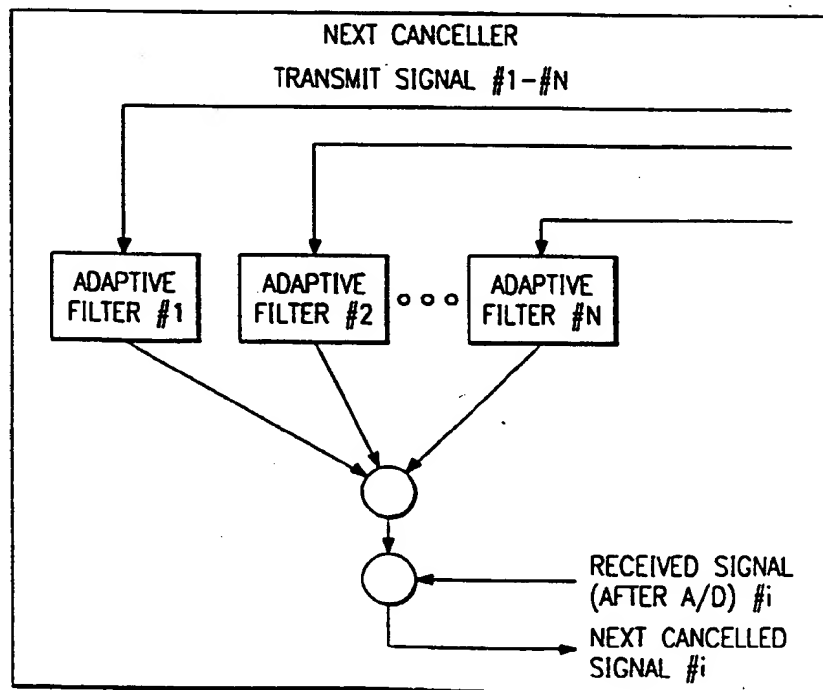 NEXT CANCELLER
TRANSMIT SIGNAL #1-#N
ADAPTIVE
FILTER #1
ADAPTIVE
FILTER #2
ADAPTIVE
FILTER #N
RECEIVED SIGNAL
(AFTER A/D) #i
NEXT CANCELLED
SIGNAL #i